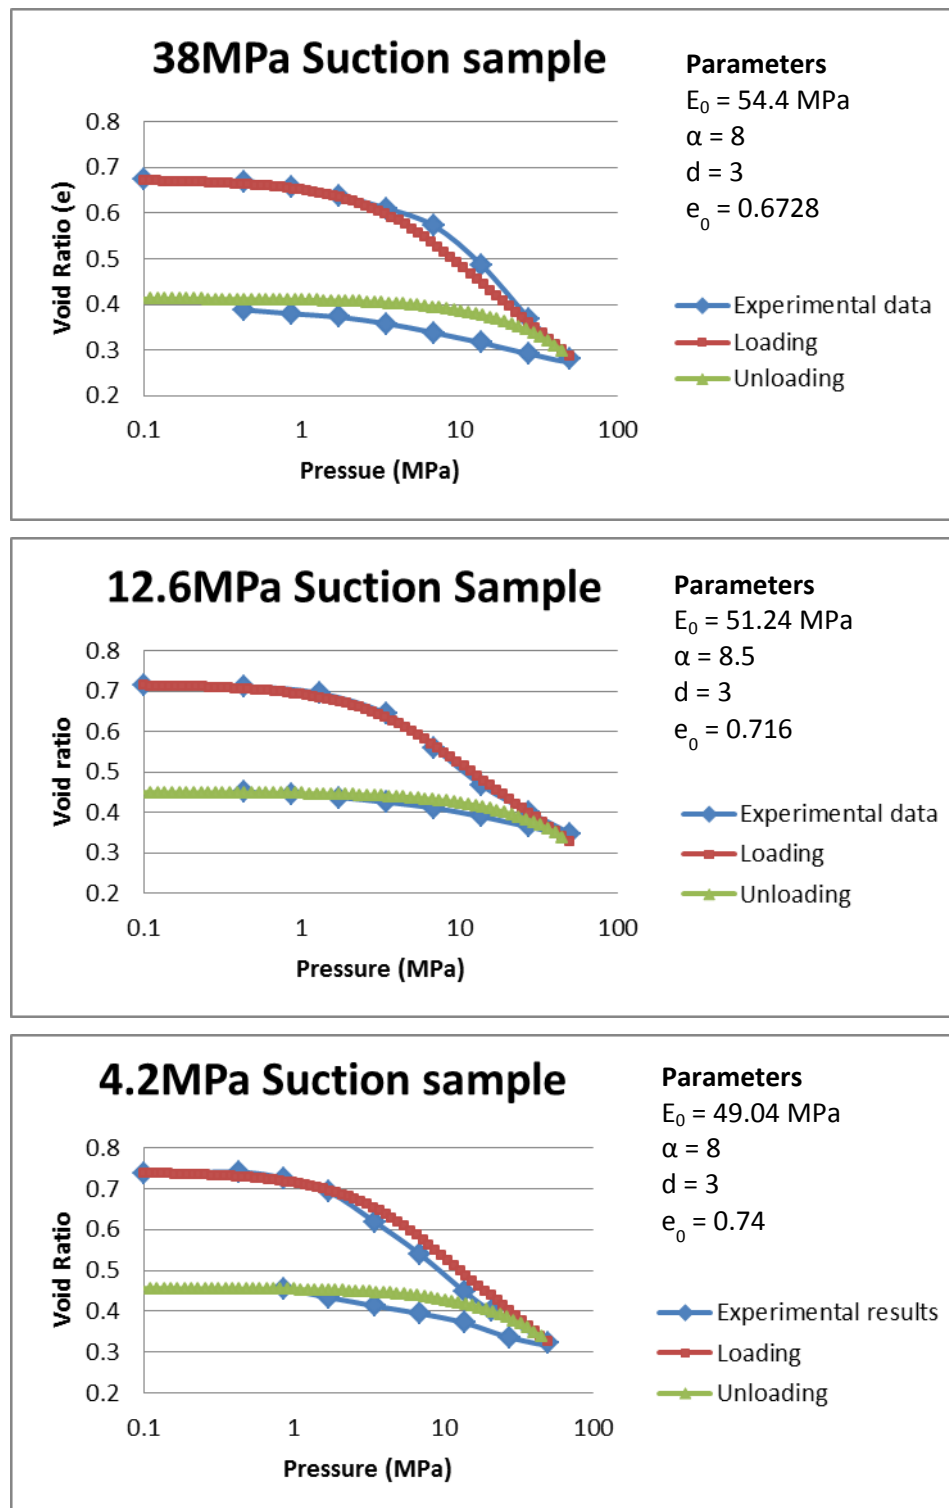 38MPa Suction sample
Parameters
E₀ = 54.4 MPa
α = 8
d = 3
e₀ = 0.6728
Void Ratio (e)
0.8
0.7
0.6
0.5
0.4
0.3
0.2
0.1 1 10 100
Pressue (MPa)
Experimental data
Loading
Unloading
12.6MPa Suction Sample
Parameters
E₀ = 51.24 MPa
α = 8.5
d = 3
e₀ = 0.716
Void ratio
0.8
0.7
0.6
0.5
0.4
0.3
0.2
0.1 1 10 100
Pressure (MPa)
Experimental data
Loading
Unloading
4.2MPa Suction sample
Parameters
E₀ = 49.04 MPa
α = 8
d = 3
e₀ = 0.74
Void Ratio
0.8
0.7
0.6
0.5
0.4
0.3
0.2
0.1 1 10 100
Pressure (MPa)
Experimental results
Loading
Unloading